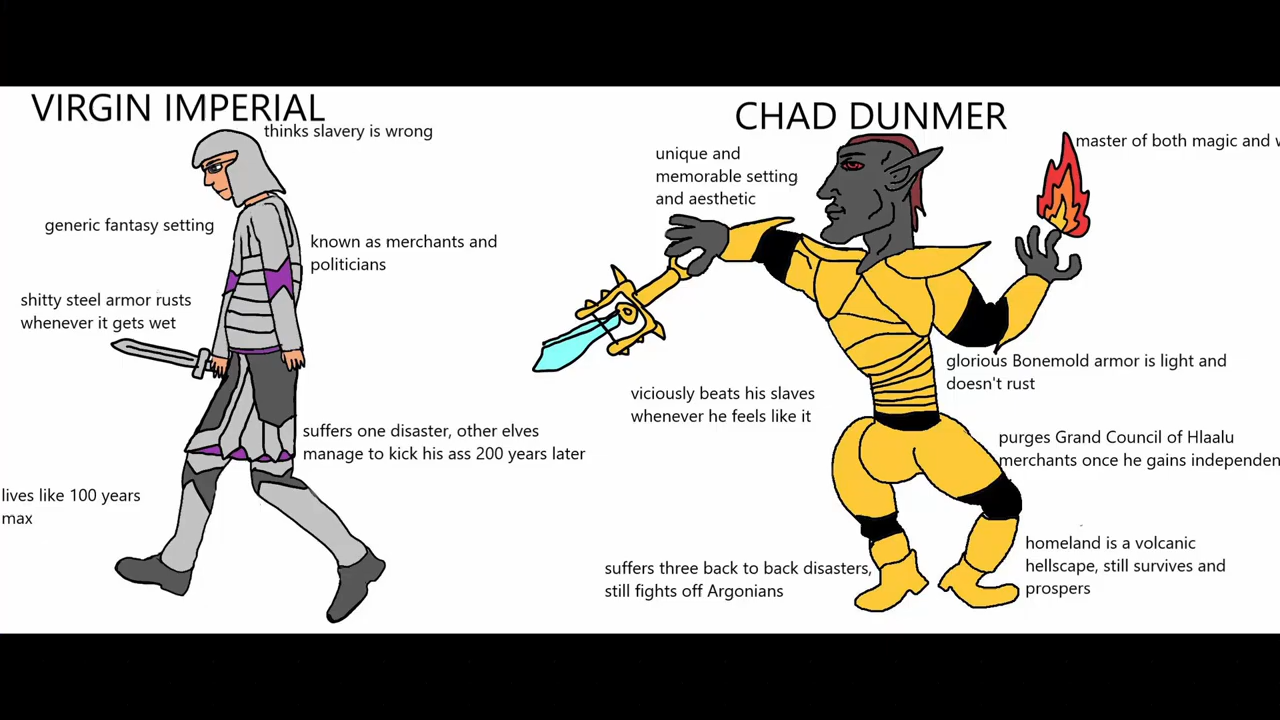 VIRGIN IMPERIAL
thinks slavery is wrong
generic fantasy setting
known as merchants and
politicians
shitty steel armor rusts
whenever it gets wet
suffers one disaster, other elves
manage to kick his ass 200 years later
lives like 100 years
max
CHAD DUNMER
unique and
memorable setting
and aesthetic
master of both magic and
viciously beats his slaves
whenever he feels like it
glorious Bonemold armor is light and
doesn't rust
purges Grand Council of Hlaalu
merchants once he gains
suffers three back to back disasters,
still fights off Argonians
homeland is a volcanic
hellscape, still survives and
prospers